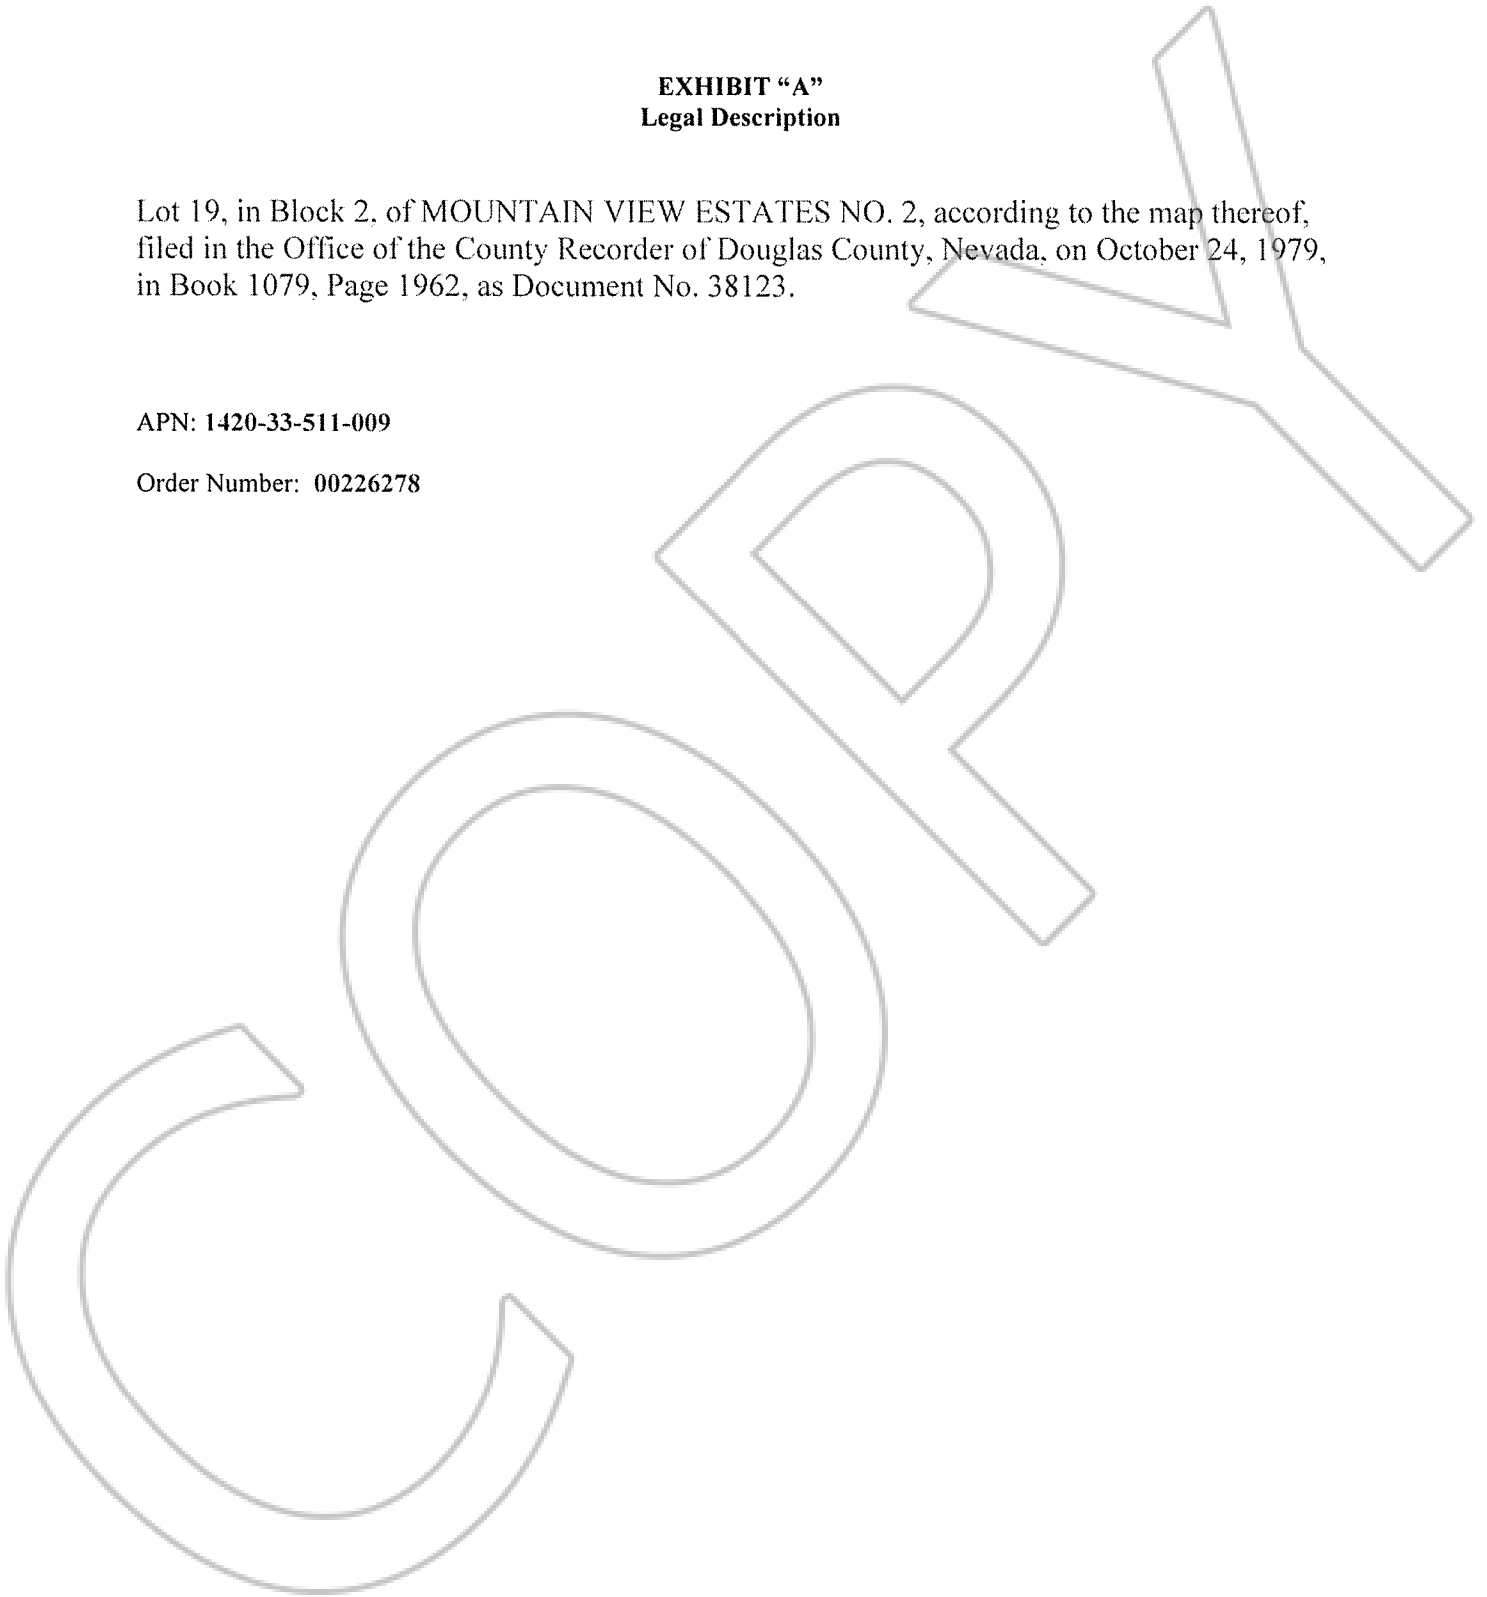 EXHIBIT “A”
Legal Description
Lot 19, in Block 2, of MOUNTAIN VIEW ESTATES NO. 2, according to the map thereof,
filed in the Office of the County Recorder of Douglas County, Nevada, on October 24, 1979,
in Book 1079, Page 1962, as Document No. 38123.
APN: 1420-33-511-009
Order Number: 00226278
COPY